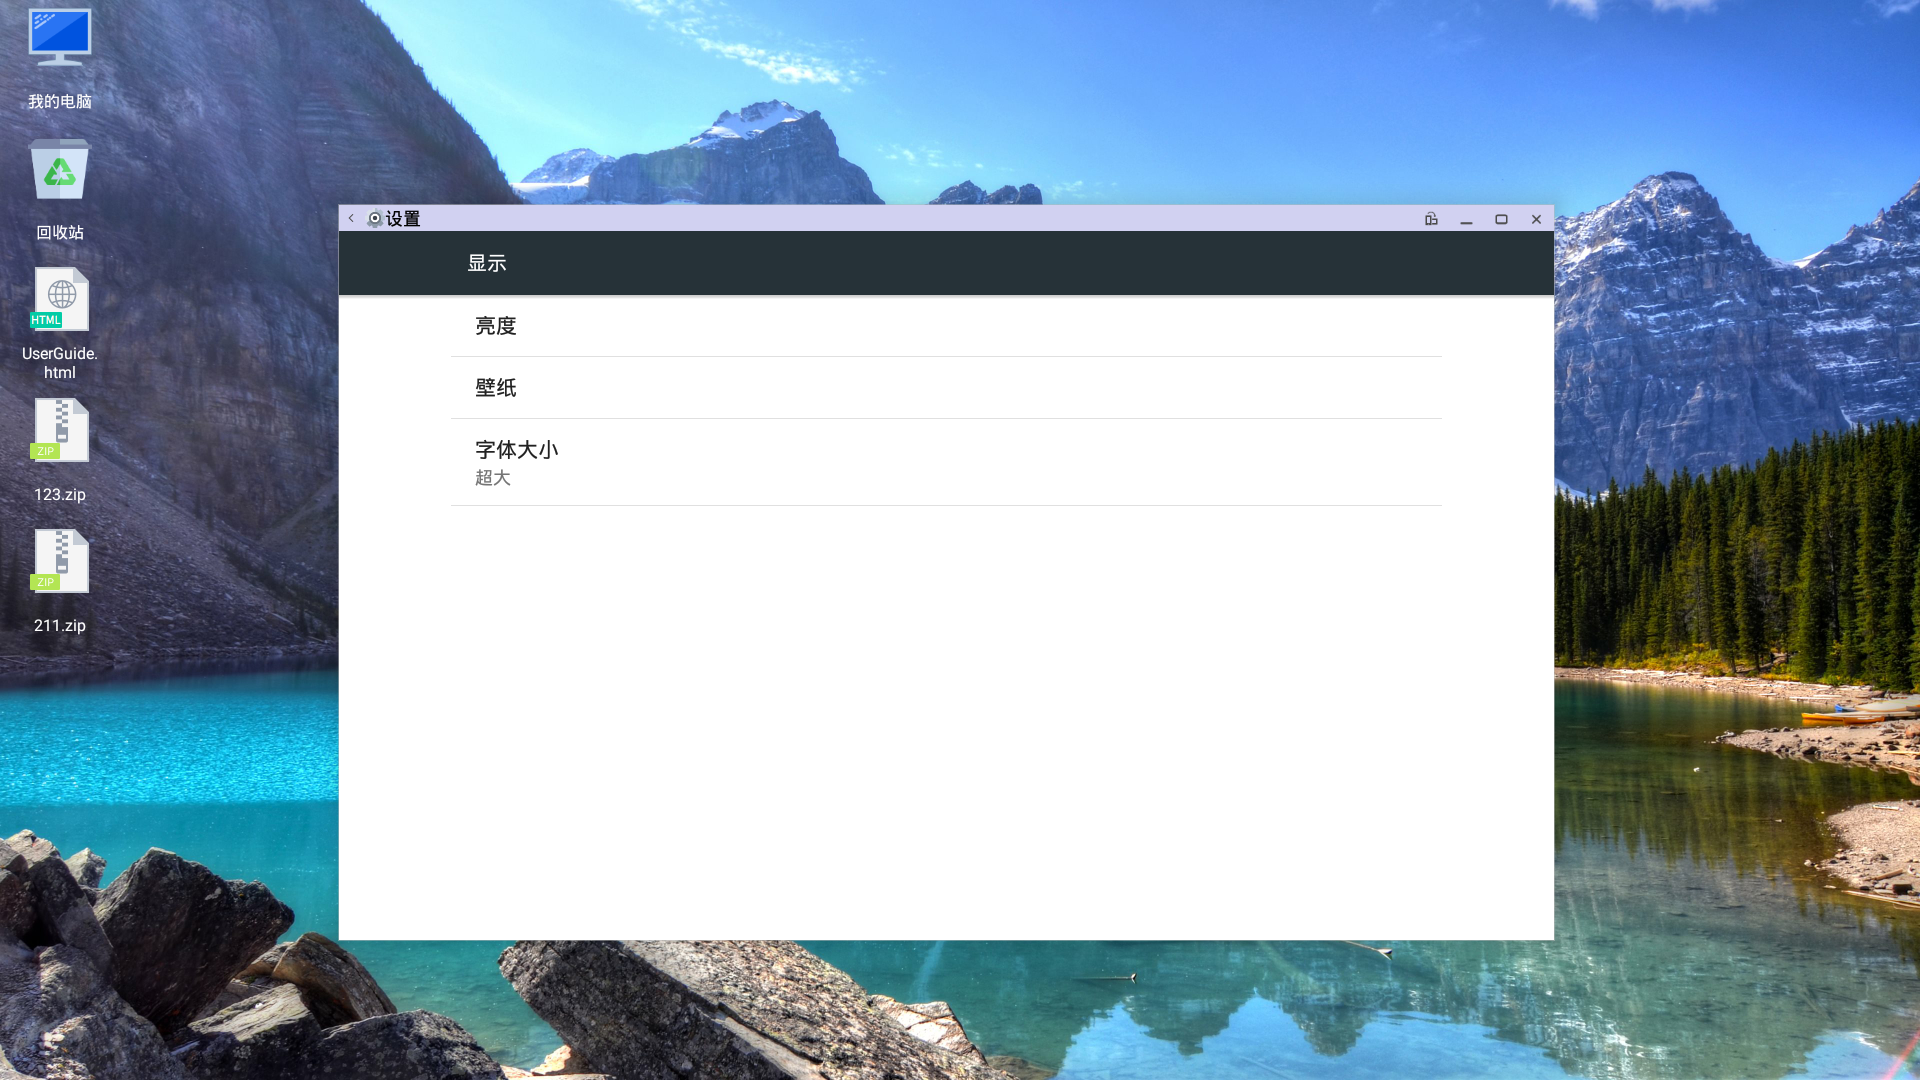 我的电脑
回收站
HTML
UserGuide.
html
ZIP
123.zip
ZIP
211.zip
设置
显示
亮度
壁纸
字体大小
超大